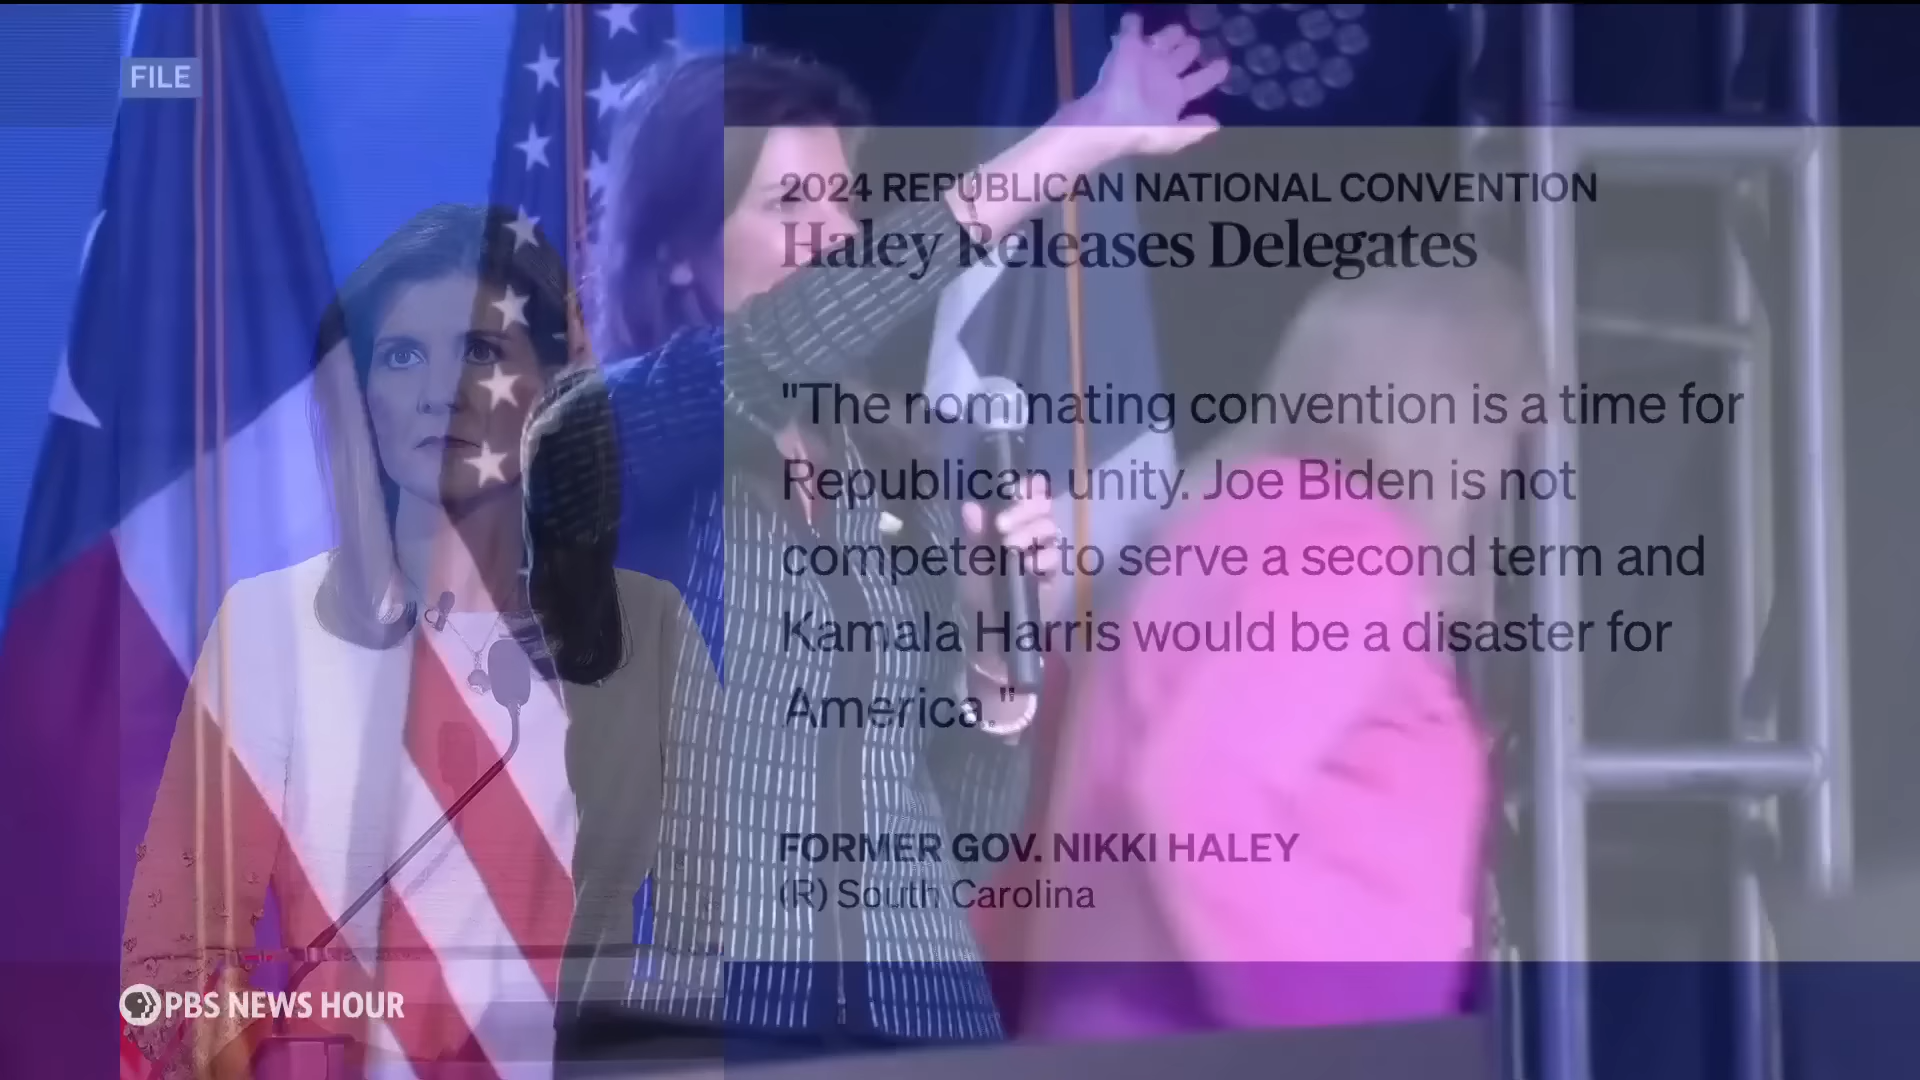 FILE
2024 REPUBLICAN NATIONAL CONVENTION
Haley Releases Delegates
"The nominating convention is a time for
Republican unity. Joe Biden is not
competent to serve a second term and
Kamala Harris would be a disaster for
America."
FORMER GOV. NIKKI HALEY
(R) South Carolina
PBS NEWS HOUR